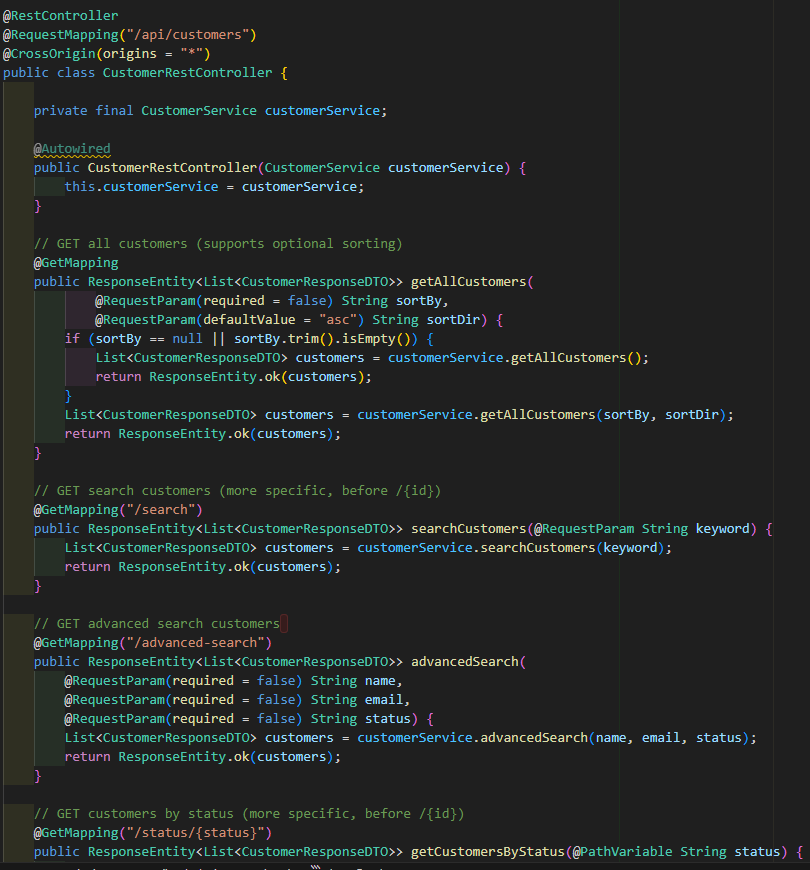 @RestController
@RequestMapping("/api/customers")
@CrossOrigin(origins = "*")
public class CustomerRestController {
private final CustomerService customerService;
@Autowired
public CustomerRestController(CustomerService customerService) {
this.customerService = customerService;
}
// GET all customers (supports optional sorting)
@GetMapping
public ResponseEntity<List<CustomerResponseDTO>> getAllCustomers(
@RequestParam(required = false) String sortBy,
@RequestParam(defaultValue = "asc") String sortDir) {
if (sortBy == null || sortBy.trim().isEmpty()) {
List<CustomerResponseDTO> customers = customerService.getAllCustomers();
return ResponseEntity.ok(customers);
}
List<CustomerResponseDTO> customers = customerService.getAllCustomers(sortBy, sortDir);
return ResponseEntity.ok(customers);
}
// GET search customers (more specific, before /{id})
@GetMapping("/search")
public ResponseEntity<List<CustomerResponseDTO>> searchCustomers(@RequestParam String keyword) {
List<CustomerResponseDTO> customers = customerService.searchCustomers(keyword);
return ResponseEntity.ok(customers);
}
// GET advanced search customers
@GetMapping("/advanced-search")
public ResponseEntity<List<CustomerResponseDTO>> advancedSearch(
@RequestParam(required = false) String name,
@RequestParam(required = false) String email,
@RequestParam(required = false) String status) {
List<CustomerResponseDTO> customers = customerService.advancedSearch(name, email, status);
return ResponseEntity.ok(customers);
}
// GET customers by status (more specific, before /{id})
@GetMapping("/status/{status}")
public ResponseEntity<List<CustomerResponseDTO>> getCustomersByStatus(@PathVariable String status) {